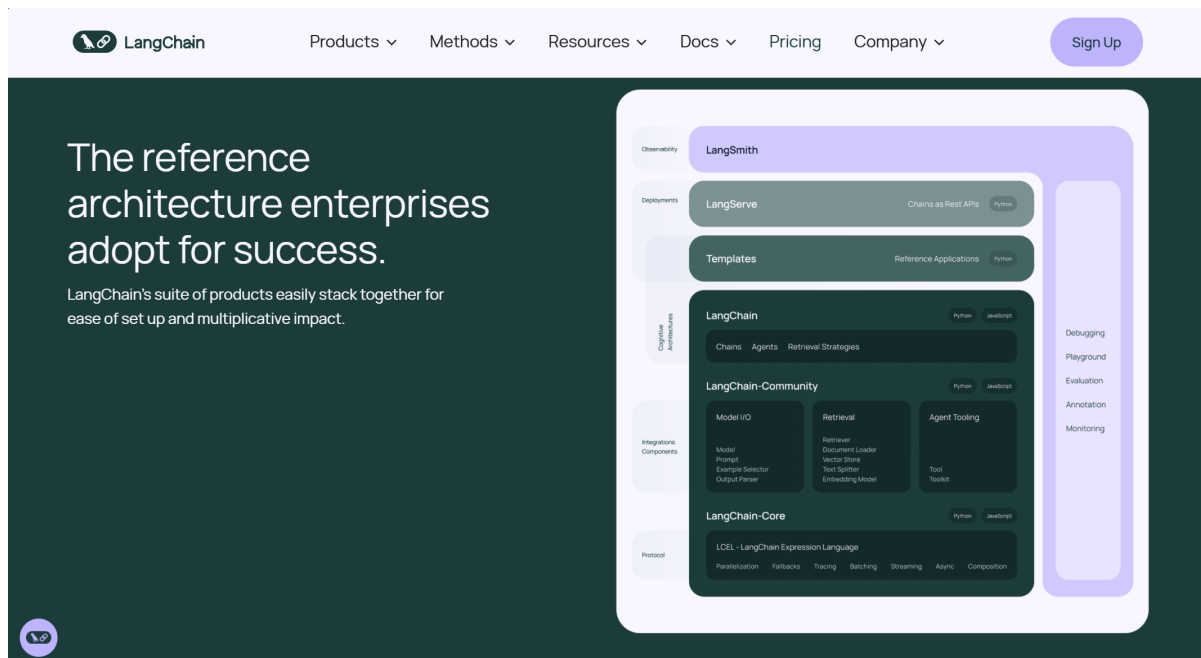 LangChain
Products
Methods
Resources
Docs
Pricing
Company
Sign Up
The reference
architecture enterprises
adopt for success.
LangChain's suite of products easily stack together for
ease of set up and multiplicative impact.
Observability
LangSmith
Deployments
LangServe
Chains as Rest APIs
Python
Templates
Reference Applications
Python
Cognitive
Architectures
LangChain
Python
JavaScript
Chains Agents Retrieval Strategies
LangChain-Community
Python
JavaScript
Integrations
Components
Model I/O
Model
Prompt
Example Selector
Output Parser
Retrieval
Retriever
Document Loader
Vector Store
Text Splitter
Embedding Model
Agent Tooling
Tool
Toolkit
LangChain-Core
Python
JavaScript
Protocol
LCEL - LangChain Expression Language
Parallelization Fallbacks Tracing Batching Streaming Async Composition
Debugging
Playground
Evaluation
Annotation
Monitoring